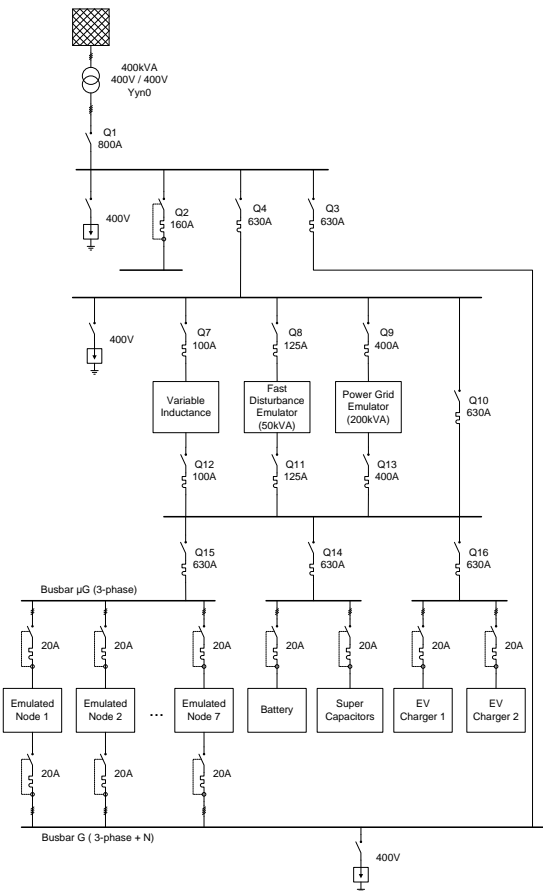 400kVA
400V / 400V
Yyn0
Q1
800A
400V
Q2
160A
Q4
630A
Q3
630A
400V
Q7
100A
Q8
125A
Q9
400A
Q10
630A
Variable
Inductance
Fast
Disturbance
Emulator
(50kVA)
Power Grid
Emulator
(200kVA)
Q12
100A
Q11
125A
Q13
400A
Q15
630A
Q14
630A
Q16
630A
Busbar µG (3-phase)
20A
20A
20A
20A
20A
20A
20A
Emulated
Node 1
Emulated
Node 2
...
Emulated
Node 7
Battery
Super
Capacitors
EV
Charger 1
EV
Charger 2
20A
20A
20A
Busbar G ( 3-phase + N)
400V